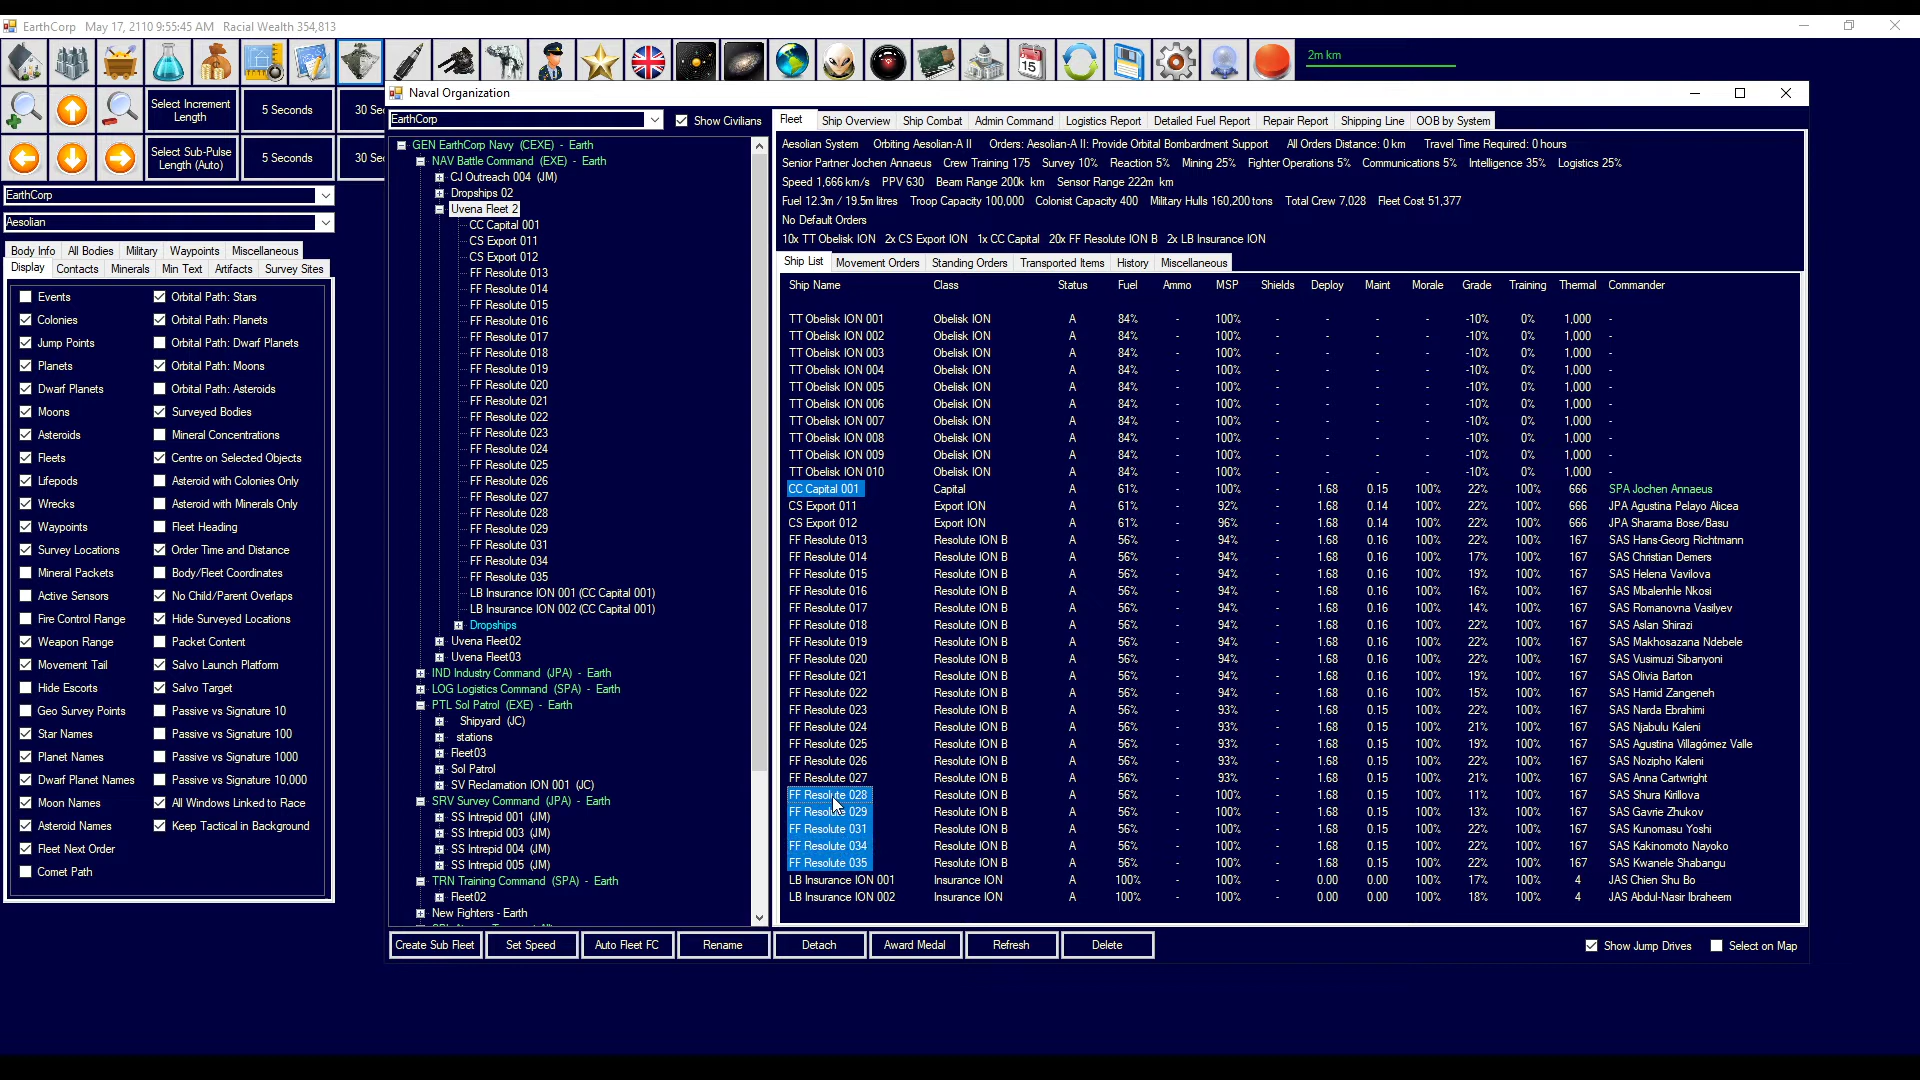 EarthCorp May 17, 2110 9:55:45 AM Racial Wealth 354,813
2m km
Select Increment Length
5 Seconds
30 Sec
Select Sub-Pulse Length (Auto)
5 Seconds
30 Sec
EarthCorp
Aesolian
Body Info All Bodies Military Waypoints Miscellaneous
Display Contacts Minerals Min Text Artifacts Survey Sites
Events Orbital Path: Stars
Colonies Orbital Path: Planets
Jump Points Orbital Path: Dwarf Planets
Planets Orbital Path: Moons
Dwarf Planets Orbital Path: Asteroids
Moons Surveyed Bodies
Asteroids Mineral Concentrations
Fleets Centre on Selected Objects
Lifepods Asteroid with Colonies Only
Wrecks Asteroid with Minerals Only
Waypoints Fleet Heading
Survey Locations Order Time and Distance
Mineral Packets Body/Fleet Coordinates
Active Sensors No Child/Parent Overlaps
Fire Control Range Hide Surveyed Locations
Weapon Range Packet Content
Movement Tail Salvo Launch Platform
Hide Escorts Salvo Target
Geo Survey Points Passive vs Signature 10
Star Names Passive vs Signature 100
Planet Names Passive vs Signature 1000
Dwarf Planet Names Passive vs Signature 10,000
Moon Names All Windows Linked to Race
Asteroid Names Keep Tactical in Background
Fleet Next Order
Comet Path
Naval Organization
EarthCorp Show Civilians
GEN EarthCorp Navy (CEXE) - Earth
NAV Battle Command (EXE) - Earth
CJ Outreach 004 (JM)
Dropships 02
Uvena Fleet 2
CC Capital 001
CS Export 011
CS Export 012
FF Resolute 013
FF Resolute 014
FF Resolute 015
FF Resolute 016
FF Resolute 017
FF Resolute 018
FF Resolute 019
FF Resolute 020
FF Resolute 021
FF Resolute 022
FF Resolute 023
FF Resolute 024
FF Resolute 025
FF Resolute 026
FF Resolute 027
FF Resolute 028
FF Resolute 029
FF Resolute 031
FF Resolute 034
FF Resolute 035
LB Insurance ION 001 (CC Capital 001)
LB Insurance ION 002 (CC Capital 001)
Dropships
Uvena Fleet02
Uvena Fleet03
IND Industry Command (JPA) - Earth
LOG Logistics Command (SPA) - Earth
PTL Sol Patrol (EXE) - Earth
Shipyard (JC)
stations
Fleet03
Sol Patrol
SV Reclamation ION 001 (JC)
SRV Survey Command (JPA) - Earth
SS Intrepid 001 (JM)
SS Intrepid 003 (JM)
SS Intrepid 004 (JM)
SS Intrepid 005 (JM)
TRN Training Command (SPA) - Earth
Fleet02
New Fighters - Earth
Fleet Ship Overview Ship Combat Admin Command Logistics Report Detailed Fuel Report Repair Report Shipping Line OOB by System
Aesolian System Orbiting Aesolian-A II Orders: Aesolian-A II: Provide Orbital Bombardment Support All Orders Distance: 0 km Travel Time Required: 0 hours
Senior Partner Jochen Annaeus Crew Training 175 Survey 10% Reaction 5% Mining 25% Fighter Operations 5% Communications 5% Intelligence 35% Logistics 25%
Speed 1,666 km/s PPV 630 Beam Range 200k km Sensor Range 222m km
Fuel 12.3m / 19.5m litres Troop Capacity 100,000 Colonist Capacity 400 Military Hulls 160,200 tons Total Crew 7,028 Fleet Cost 51,377
No Default Orders
10x TT Obelisk ION 2x CS Export ION 1x CC Capital 20x FF Resolute ION B 2x LB Insurance ION
Ship List Movement Orders Standing Orders Transported Items History Miscellaneous
Ship Name Class Status Fuel Ammo MSP Shields Deploy Maint Morale Grade Training Thermal Commander
TT Obelisk ION 001 Obelisk ION A 84% - 100% - - - - -10% 0% 1,000 -
TT Obelisk ION 002 Obelisk ION A 84% - 100% - - - - -10% 0% 1,000 -
TT Obelisk ION 003 Obelisk ION A 84% - 100% - - - - -10% 0% 1,000 -
TT Obelisk ION 004 Obelisk ION A 84% - 100% - - - - -10% 0% 1,000 -
TT Obelisk ION 005 Obelisk ION A 84% - 100% - - - - -10% 0% 1,000 -
TT Obelisk ION 006 Obelisk ION A 84% - 100% - - - - -10% 0% 1,000 -
TT Obelisk ION 007 Obelisk ION A 84% - 100% - - - - -10% 0% 1,000 -
TT Obelisk ION 008 Obelisk ION A 84% - 100% - - - - -10% 0% 1,000 -
TT Obelisk ION 009 Obelisk ION A 84% - 100% - - - - -10% 0% 1,000 -
TT Obelisk ION 010 Obelisk ION A 84% - 100% - - - - -10% 0% 1,000 -
CC Capital 001 Capital A 61% - 100% - 1.68 0.15 100% 22% 100% 666 SPA Jochen Annaeus
CS Export 011 Export ION A 61% - 92% - 1.68 0.14 100% 22% 100% 666 JPA Agustina Pelayo Alicea
CS Export 012 Export ION A 61% - 96% - 1.68 0.14 100% 22% 100% 666 JPA Sharama Bose/Basu
FF Resolute 013 Resolute ION B A 56% - 94% - 1.68 0.16 100% 22% 100% 167 SAS Hans-Georg Richtmann
FF Resolute 014 Resolute ION B A 56% - 94% - 1.68 0.16 100% 17% 100% 167 SAS Christian Demers
FF Resolute 015 Resolute ION B A 56% - 94% - 1.68 0.16 100% 19% 100% 167 SAS Helena Vavilova
FF Resolute 016 Resolute ION B A 56% - 94% - 1.68 0.16 100% 16% 100% 167 SAS Mbalenhle Nkosi
FF Resolute 017 Resolute ION B A 56% - 94% - 1.68 0.16 100% 14% 100% 167 SAS Romanovna Vasilyev
FF Resolute 018 Resolute ION B A 56% - 94% - 1.68 0.16 100% 22% 100% 167 SAS Aslan Shirazi
FF Resolute 019 Resolute ION B A 56% - 94% - 1.68 0.16 100% 22% 100% 167 SAS Makhosazana Ndebele
FF Resolute 020 Resolute ION B A 56% - 94% - 1.68 0.16 100% 22% 100% 167 SAS Vusimuzi Sibanyoni
FF Resolute 021 Resolute ION B A 56% - 94% - 1.68 0.16 100% 19% 100% 167 SAS Olivia Barton
FF Resolute 022 Resolute ION B A 56% - 94% - 1.68 0.16 100% 15% 100% 167 SAS Hamid Zangeneh
FF Resolute 023 Resolute ION B A 56% - 93% - 1.68 0.15 100% 22% 100% 167 SAS Narda Ebrahimi
FF Resolute 024 Resolute ION B A 56% - 93% - 1.68 0.15 100% 21% 100% 167 SAS Njabulu Kaleni
FF Resolute 025 Resolute ION B A 56% - 93% - 1.68 0.15 100% 19% 100% 167 SAS Agustina Villagómez Valle
FF Resolute 026 Resolute ION B A 56% - 93% - 1.68 0.15 100% 22% 100% 167 SAS Nozipho Kaleni
FF Resolute 027 Resolute ION B A 56% - 93% - 1.68 0.15 100% 21% 100% 167 SAS Anna Cartwright
FF Resolute 028 Resolute ION B A 56% - 100% - 1.68 0.15 100% 11% 100% 167 SAS Shura Kirillova
FF Resolute 029 Resolute ION B A 56% - 100% - 1.68 0.15 100% 13% 100% 167 SAS Gavrie Zhukov
FF Resolute 031 Resolute ION B A 56% - 100% - 1.68 0.15 100% 22% 100% 167 SAS Kunomasu Yoshi
FF Resolute 034 Resolute ION B A 56% - 100% - 1.68 0.15 100% 22% 100% 167 SAS Kakinomoto Nayoko
FF Resolute 035 Resolute ION B A 56% - 100% - 1.68 0.15 100% 22% 100% 167 SAS Kwanele Shabangu
LB Insurance ION 001 Insurance ION A 100% - 100% - 0.00 0.00 100% 17% 100% 4 JAS Chien Shu Bo
LB Insurance ION 002 Insurance ION A 100% - 100% - 0.00 0.00 100% 18% 100% 4 JAS Abdul-Nasir Ibraheem
Create Sub Fleet Set Speed Auto Fleet FC Rename Detach Award Medal Refresh Delete Show Jump Drives Select on Map